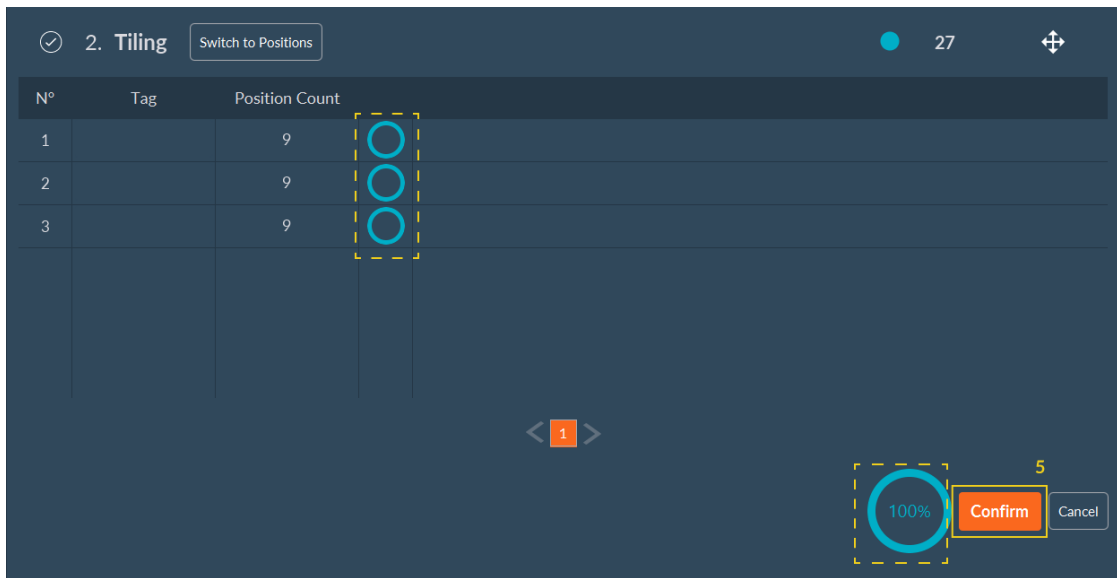 2. Tiling Switch to Positions 27
N° Tag Position Count
1 9
2 9
3 9
1
5
100% Confirm Cancel